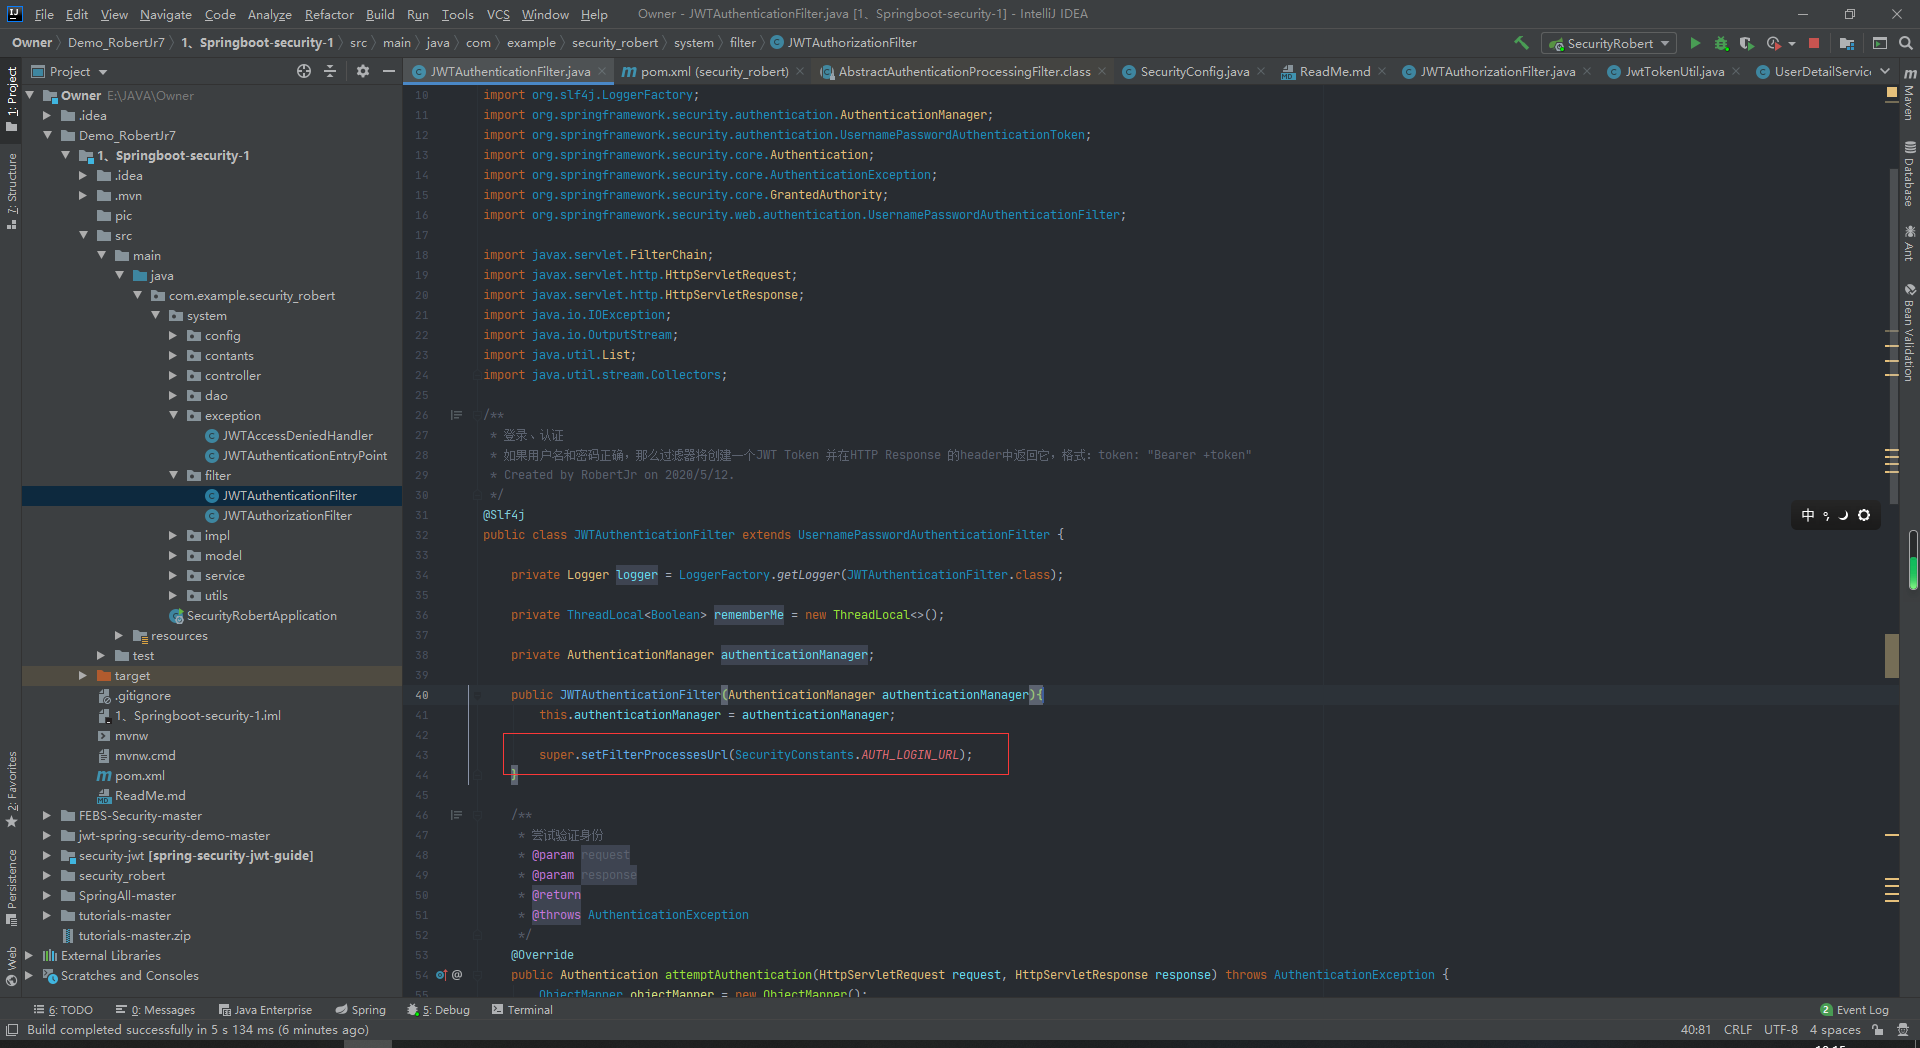 File Edit View Navigate Code Analyze Refactor Build Run Tools VCS Window Help Owner - JWTAuthenticationFilter.java [1、Springboot-security-1] - IntelliJ IDEA
Owner Demo_RobertJr7 1、Springboot-security-1 src main java com example security_robert system filter JWTAuthorizationFilter SecurityRobert
Project JWTAuthenticationFilter.java pom.xml (security_robert) AbstractAuthenticationProcessingFilter.class SecurityConfig.java ReadMe.md JWTAuthorizationFilter.java JwtTokenUtil.java UserDetailService
1: Project
7: Structure
2: Favorites
Persistence
Web
Owner E:\JAVA\Owner
.idea
Demo_RobertJr7
1、Springboot-security-1
.idea
.mvn
pic
src
main
java
com.example.security_robert
system
config
contants
controller
dao
exception
JWTAccessDeniedHandler
JWTAuthenticationEntryPoint
filter
JWTAuthenticationFilter
JWTAuthorizationFilter
impl
model
service
utils
SecurityRobertApplication
resources
test
target
.gitignore
1、Springboot-security-1.iml
mvnw
mvnw.cmd
pom.xml
ReadMe.md
FEBS-Security-master
jwt-spring-security-demo-master
security-jwt [spring-security-jwt-guide]
security_robert
SpringAll-master
tutorials-master
tutorials-master.zip
External Libraries
Scratches and Consoles
10 import org.slf4j.LoggerFactory;
11 import org.springframework.security.authentication.AuthenticationManager;
12 import org.springframework.security.authentication.UsernamePasswordAuthenticationToken;
13 import org.springframework.security.core.Authentication;
14 import org.springframework.security.core.AuthenticationException;
15 import org.springframework.security.core.GrantedAuthority;
16 import org.springframework.security.web.authentication.UsernamePasswordAuthenticationFilter;
17
18 import javax.servlet.FilterChain;
19 import javax.servlet.http.HttpServletRequest;
20 import javax.servlet.http.HttpServletResponse;
21 import java.io.IOException;
22 import java.io.OutputStream;
23 import java.util.List;
24 import java.util.stream.Collectors;
25
26 /**
27 * 登录、认证
28 * 如果用户名和密码正确，那么过滤器将创建一个JWT Token 并在HTTP Response 的header中返回它，格式：token: "Bearer +token"
29 * Created by RobertJr on 2020/5/12.
30 */
31 @Slf4j
32 public class JWTAuthenticationFilter extends UsernamePasswordAuthenticationFilter {
33
34 private Logger logger = LoggerFactory.getLogger(JWTAuthenticationFilter.class);
35
36 private ThreadLocal<Boolean> rememberMe = new ThreadLocal<>();
37
38 private AuthenticationManager authenticationManager;
39
40 public JWTAuthenticationFilter(AuthenticationManager authenticationManager){
41 this.authenticationManager = authenticationManager;
42
43 super.setFilterProcessesUrl(SecurityConstants.AUTH_LOGIN_URL);
44 }
45
46 /**
47 * 尝试验证身份
48 * @param request
49 * @param response
50 * @return
51 * @throws AuthenticationException
52 */
53 @Override
54 public Authentication attemptAuthentication(HttpServletRequest request, HttpServletResponse response) throws AuthenticationException {
55 ObjectMapper objectMapper = new ObjectMapper();
Maven
Database
Ant
Bean Validation
中
6: TODO 0: Messages Java Enterprise Spring 5: Debug Terminal 2 Event Log
Build completed successfully in 5 s 134 ms (6 minutes ago) 40:81 CRLF UTF-8 4 spaces